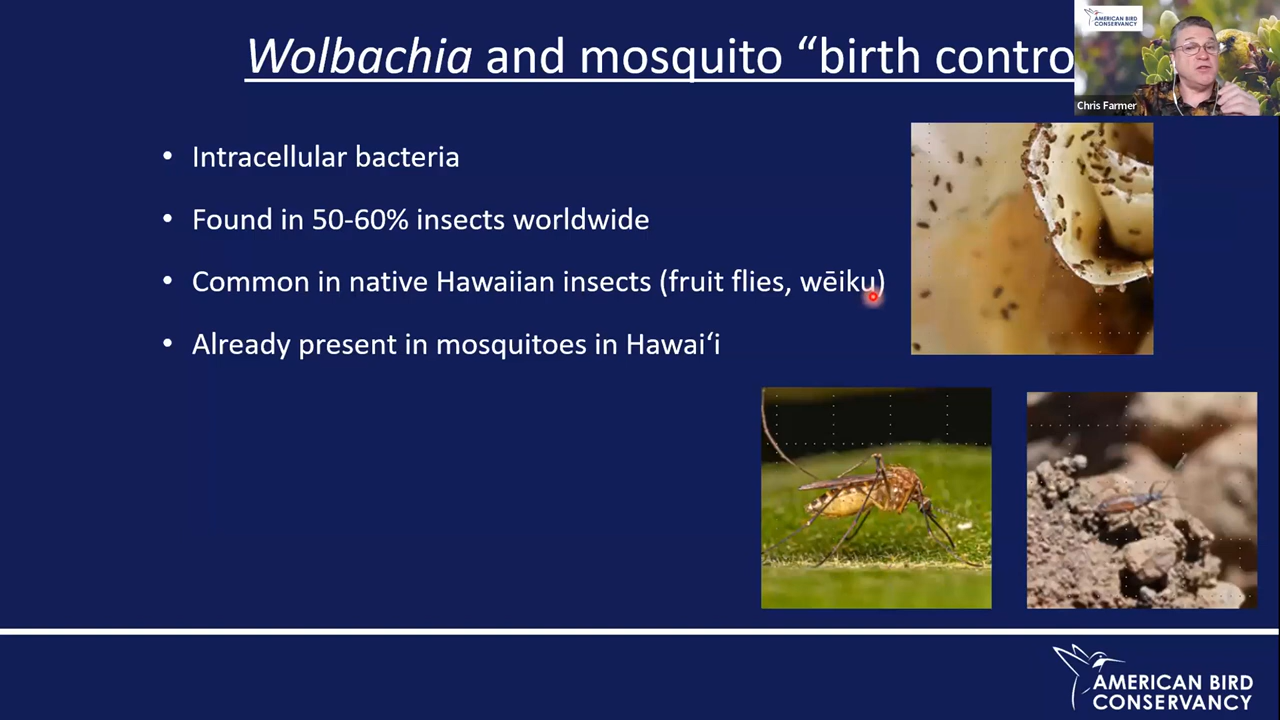 Wolbachia and mosquito “birth contro
AMERICAN BIRD
CONSERVANCY
Chris Farmer
• Intracellular bacteria
• Found in 50-60% insects worldwide
• Common in native Hawaiian insects (fruit flies, wēiku)
• Already present in mosquitoes in Hawai‘i
AMERICAN BIRD
CONSERVANCY